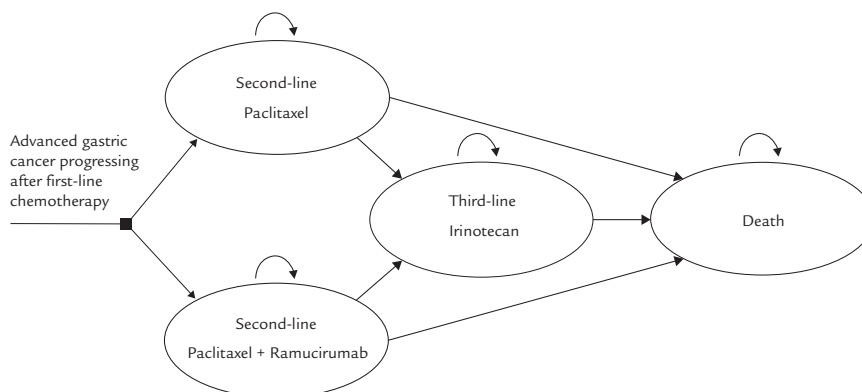 Second-line
Paclitaxel
Advanced gastric
cancer progressing
after first-line
chemotherapy
Third-line
Irinotecan
Death
Second-line
Paclitaxel + Ramucirumab